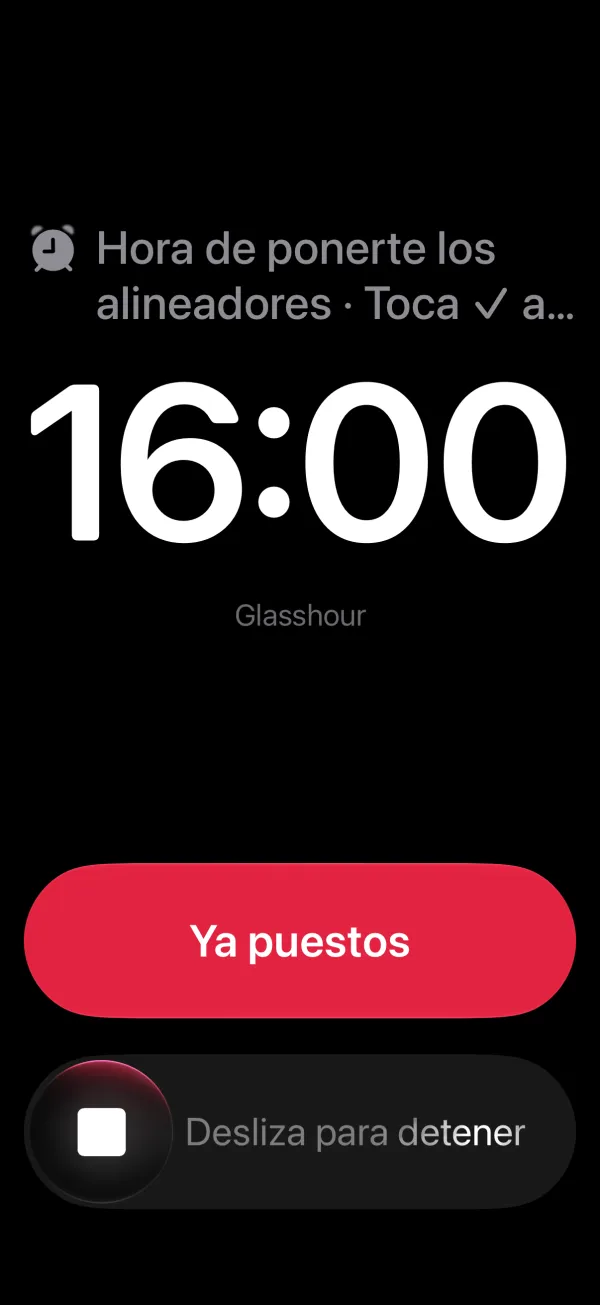 Hora de ponerte los
alineadores · Toca ✓ a...
16:00
Glasshour
Ya puestos
Desliza para detener